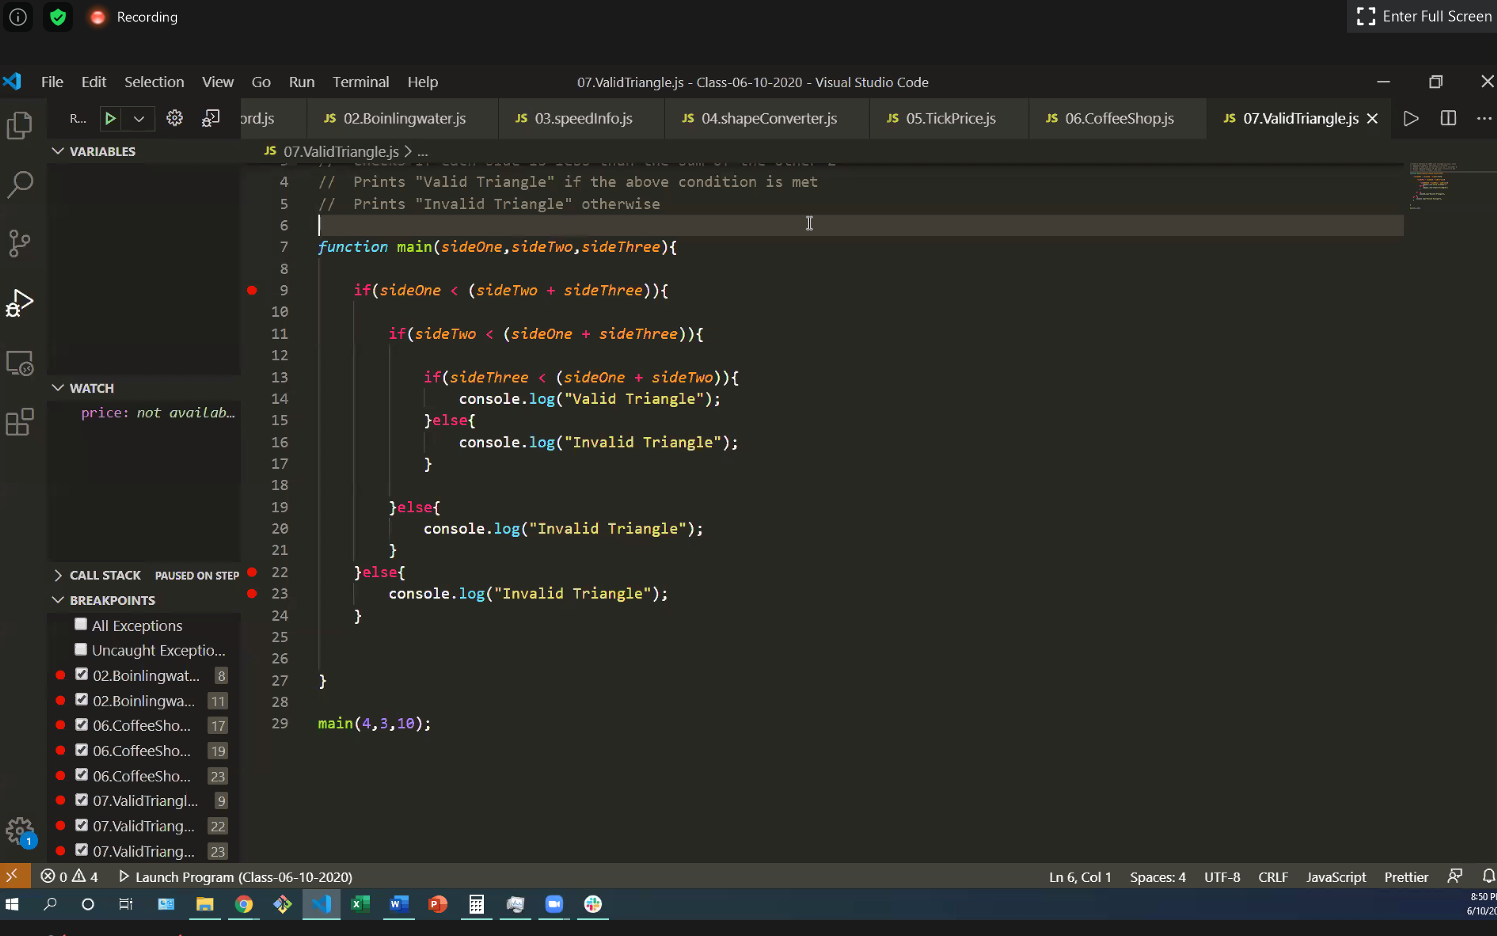 Recording
Enter Full Screen
File Edit Selection View Go Run Terminal Help
07.ValidTriangle.js - Class-06-10-2020 - Visual Studio Code
R...
ord.js
JS 02.Boinlingwater.js
JS 03.speedInfo.js
JS 04.shapeConverter.js
JS 05.TickPrice.js
JS 06.CoffeeShop.js
JS 07.ValidTriangle.js
VARIABLES
WATCH
price: not availab...
CALL STACK PAUSED ON STEP
BREAKPOINTS
All Exceptions
Uncaught Exceptio...
02.Boinlingwat... 8
02.Boinlingwa... 11
06.CoffeeSho... 17
06.CoffeeSho... 19
06.CoffeeSho... 23
07.ValidTriangl... 9
07.ValidTriang... 22
07.ValidTriang... 23
JS 07.ValidTriangle.js > ...
4 // Prints "Valid Triangle" if the above condition is met
5 // Prints "Invalid Triangle" otherwise
6
7 function main(sideOne,sideTwo,sideThree){
8
9 if(sideOne < (sideTwo + sideThree)){
10
11 if(sideTwo < (sideOne + sideThree)){
12
13 if(sideThree < (sideOne + sideTwo)){
14 console.log("Valid Triangle");
15 }else{
16 console.log("Invalid Triangle");
17 }
18
19 }else{
20 console.log("Invalid Triangle");
21 }
22 }else{
23 console.log("Invalid Triangle");
24 }
25
26
27 }
28
29 main(4,3,10);
0 4 Launch Program (Class-06-10-2020)
Ln 6, Col 1 Spaces: 4 UTF-8 CRLF JavaScript Prettier
1
8:50 P
6/10/20